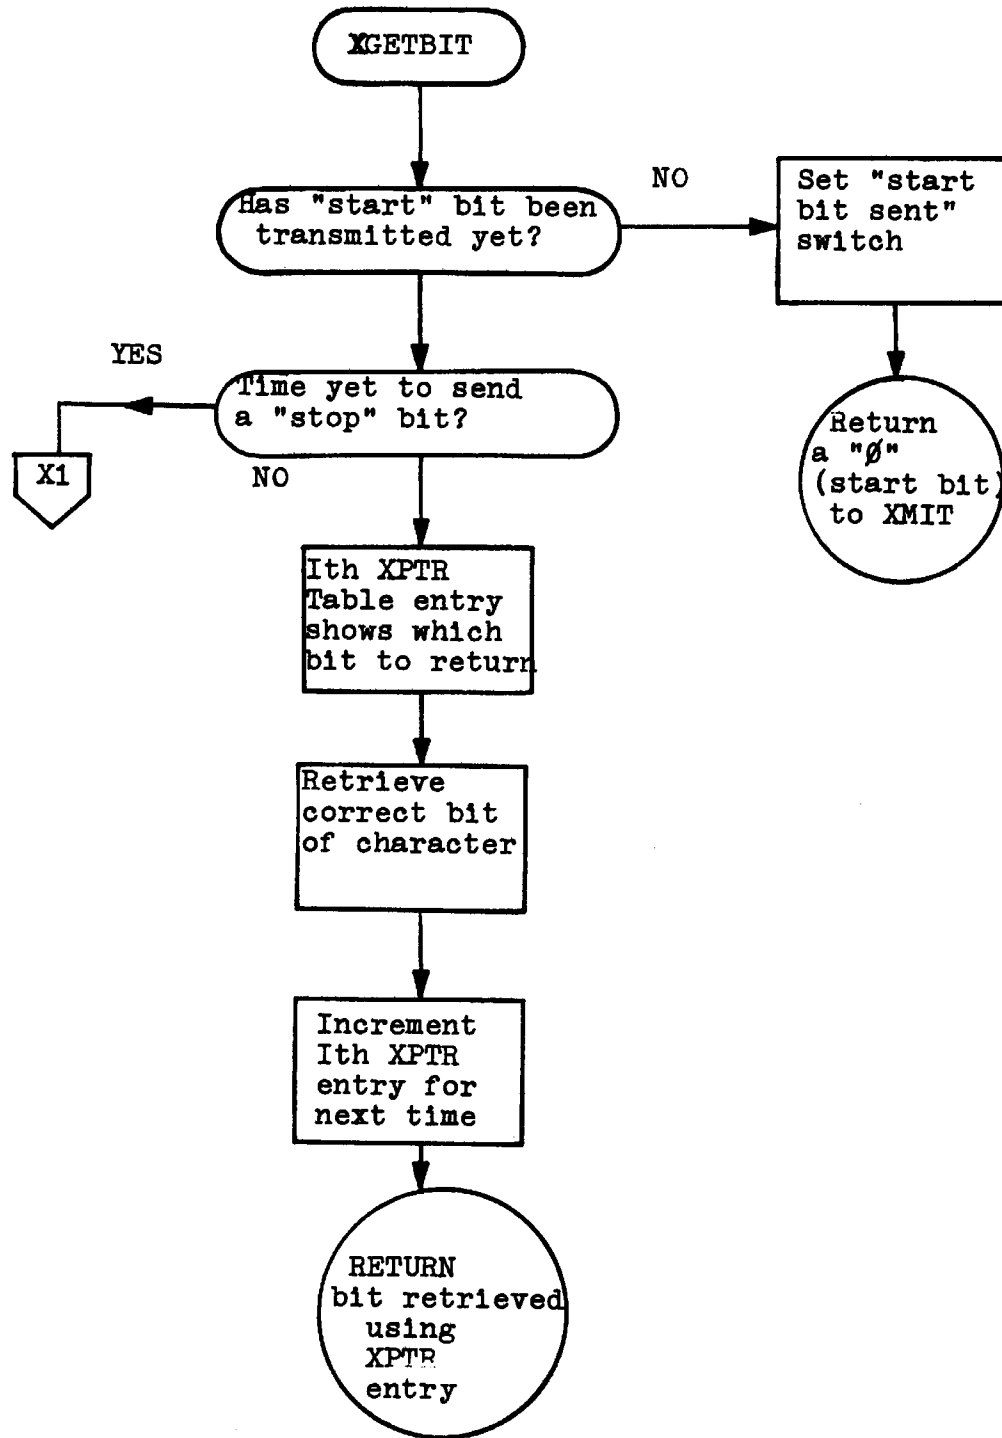 XGETBIT
Has "start" bit been
transmitted yet?
NO
Set "start
bit sent"
switch
Return
a "Ø"
(start bit)
to XMIT
YES
Time yet to send
a "stop" bit?
X1
NO
Ith XPTR
Table entry
shows which
bit to return
Retrieve
correct bit
of character
Increment
Ith XPTR
entry for
next time
RETURN
bit retrieved
using
XPTR
entry